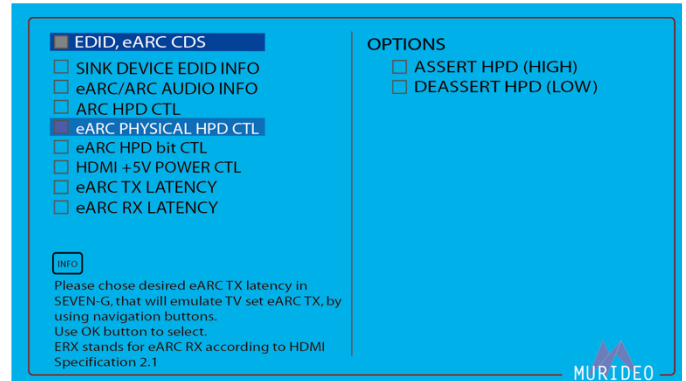 EDID, eARC CDS
SINK DEVICE EDID INFO
eARC/ARC AUDIO INFO
ARC HPD CTL
eARC PHYSICAL HPD CTL
eARC HPD bit CTL
HDMI +5V POWER CTL
eARC TX LATENCY
eARC RX LATENCY
INFO
Please chose desired eARC TX latency in
SEVEN-G, that will emulate TV set eARC TX, by
using navigation buttons.
Use OK button to select.
ERX stands for eARC RX according to HDMI
Specification 2.1
OPTIONS
ASSERT HPD (HIGH)
DEASSERT HPD (LOW)
MURIDEO